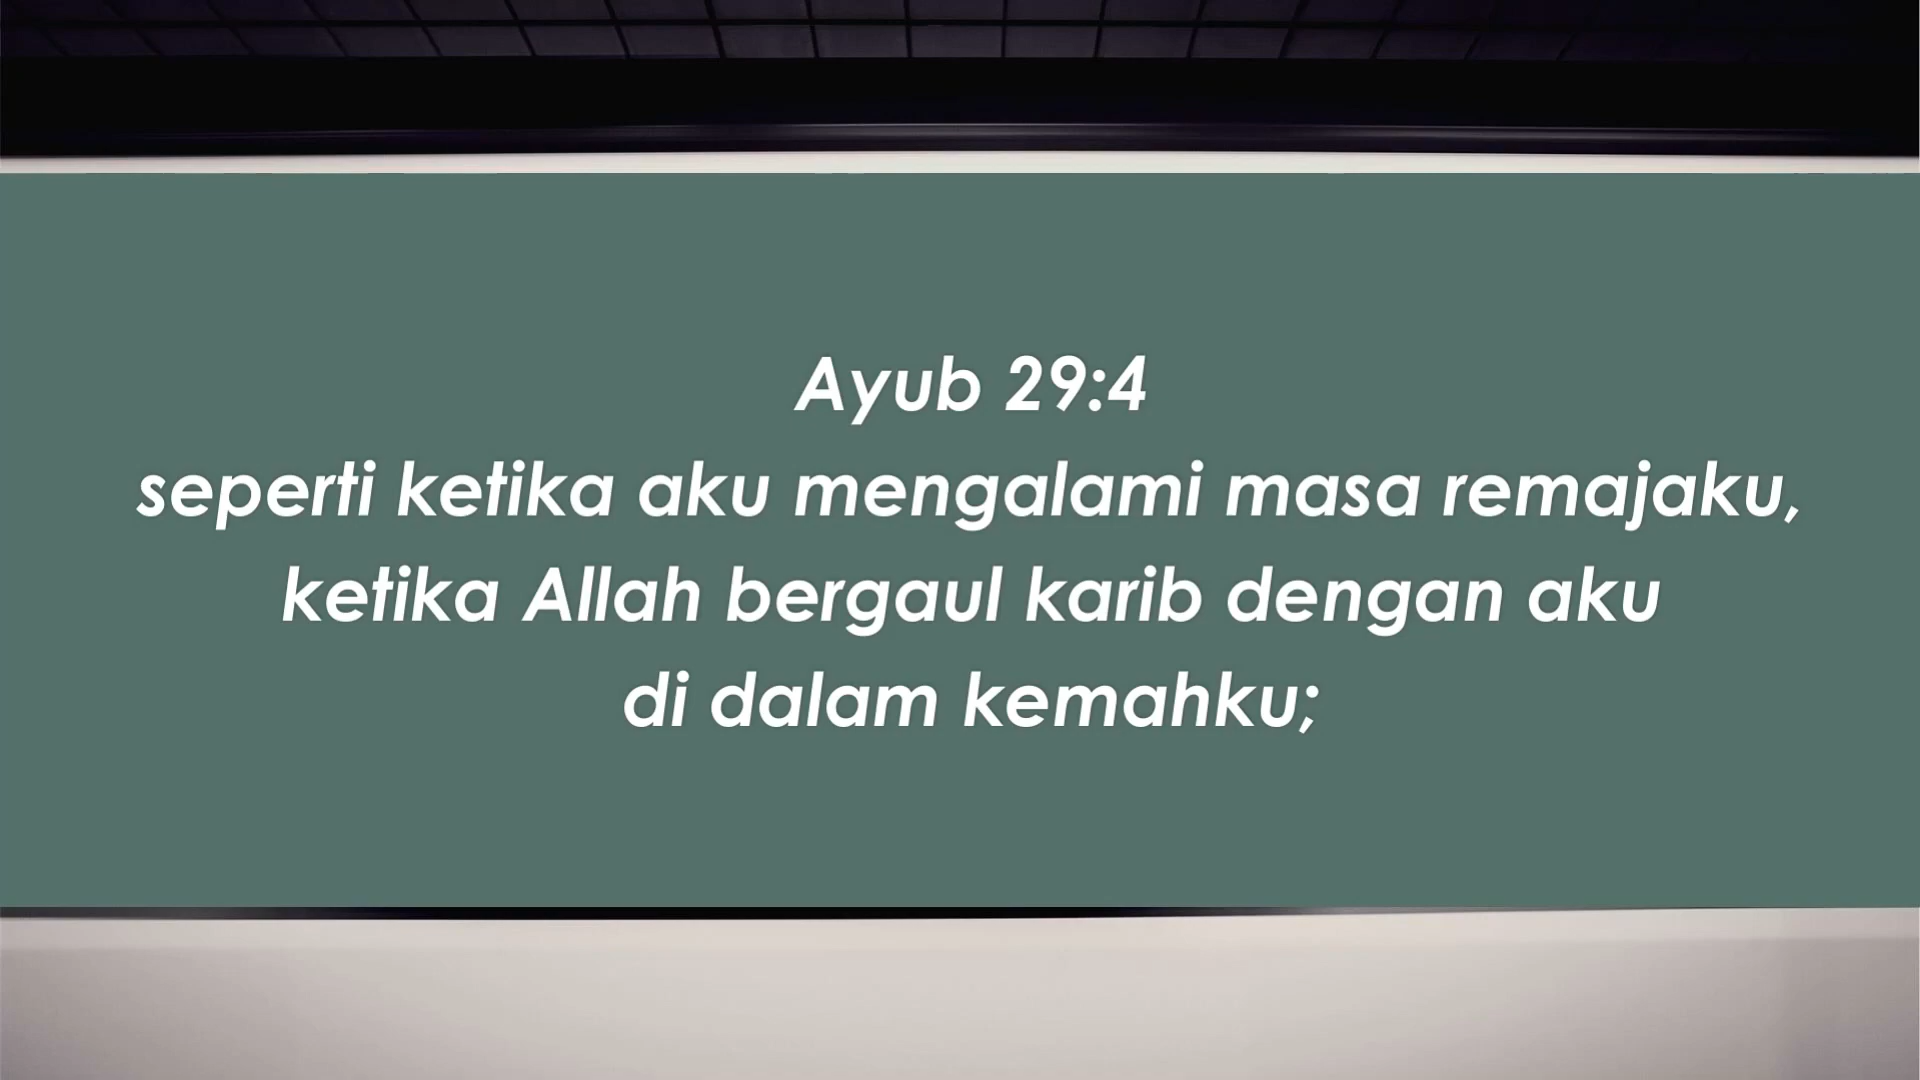 Ayub 29:4
seperti ketika aku mengalami masa remajaku,
ketika Allah bergaul karib dengan aku
di dalam kemahku;